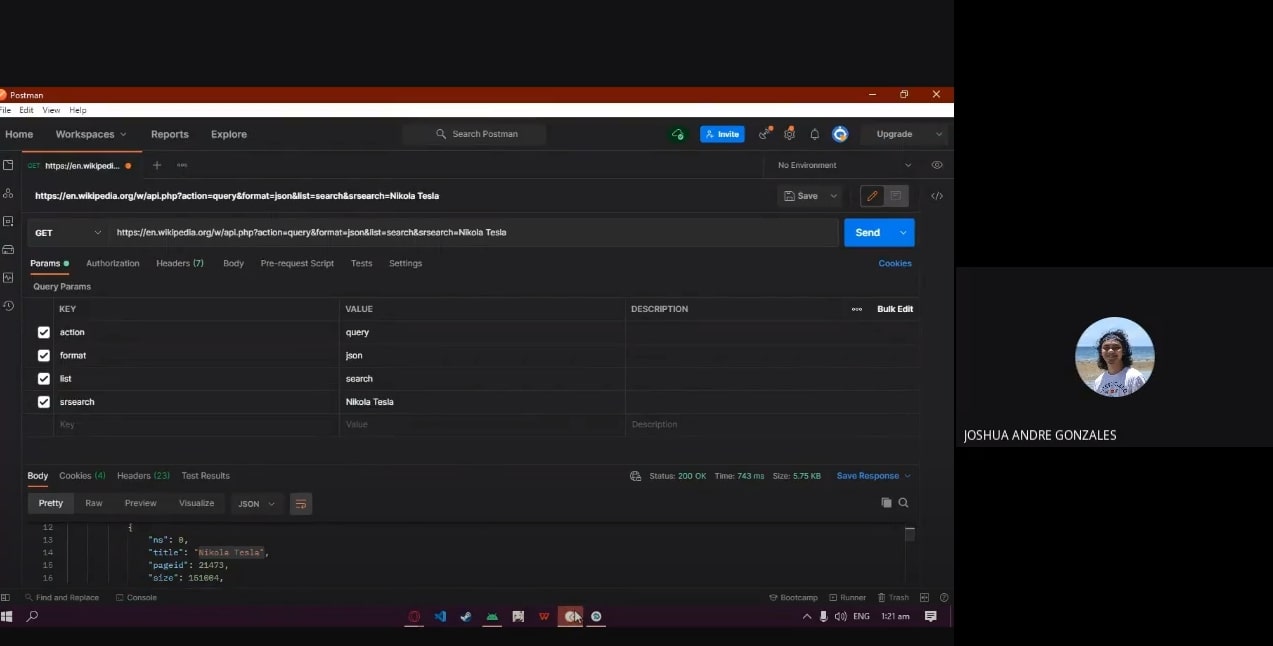 Postman
File Edit View Help
Home Workspaces Reports Explore Search Postman Invite Upgrade
GET https://en.wikipedi... No Environment
https://en.wikipedia.org/w/api.php?action=query&format=json&list=search&srsearch=Nikola Tesla Save
GET https://en.wikipedia.org/w/api.php?action=query&format=json&list=search&srsearch=Nikola Tesla Send
Params Authorization Headers (7) Body Pre-request Script Tests Settings Cookies
Query Params
KEY VALUE DESCRIPTION Bulk Edit
action query
format json
list search
srsearch Nikola Tesla
Key Value Description
JOSHUA ANDRE GONZALES
Body Cookies (4) Headers (23) Test Results Status: 200 OK Time: 743 ms Size: 5.75 KB Save Response
Pretty Raw Preview Visualize JSON
12 {
13 "ns": 0,
14 "title": "Nikola Tesla",
15 "pageid": 21473,
16 "size": 151064,
Find and Replace Console Bootcamp Runner Trash
ENG 1:21 am